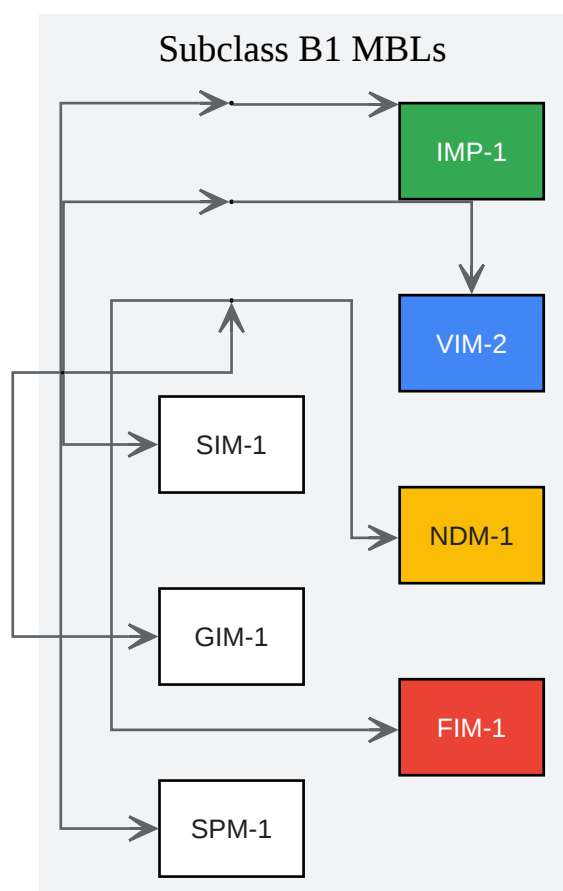 Subclass B1 MBLs
IMP-1
VIM-2
SIM-1
NDM-1
GIM-1
FIM-1
SPM-1